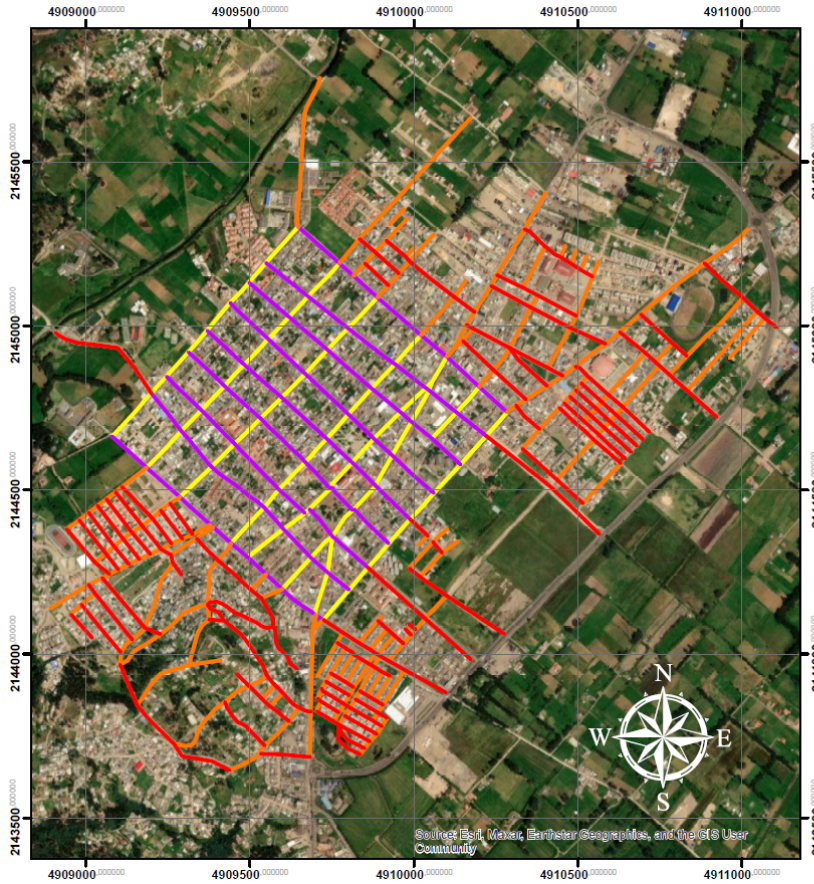 4909000.000000 4909500.000000 4910000.000000 4910500.000000 4911000.000000
2145500.000000
2145000.000000
2144500.000000
2144000.000000
2143500.000000
N
W E
S
Source: Esri, Maxar, Earthstar Geographics, and the GIS User
Community
4909000.000000 4909500.000000 4910000.000000 4910500.000000 4911000.000000